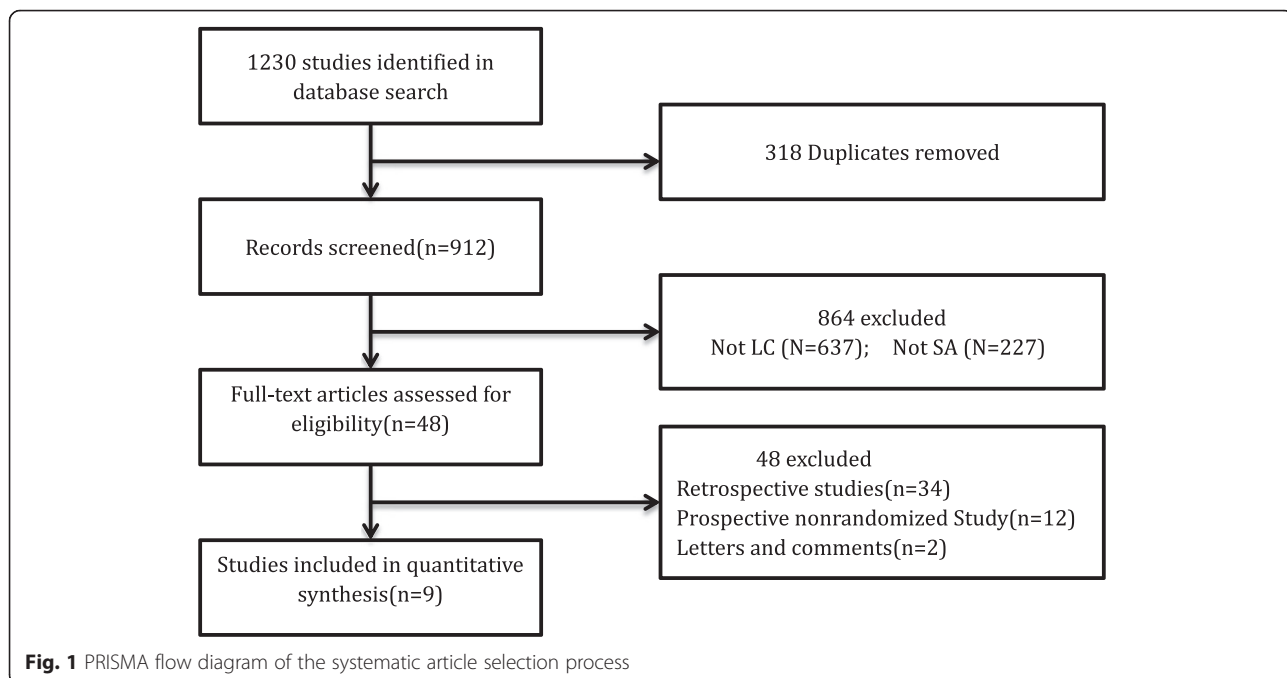 1230 studies identified in
database search
318 Duplicates removed
Records screened(n=912)
864 excluded
Not LC (N=637); Not SA (N=227)
Full-text articles assessed for
eligibility(n=48)
48 excluded
Retrospective studies(n=34)
Prospective nonrandomized Study(n=12)
Letters and comments(n=2)
Studies included in quantitative
synthesis(n=9)
Fig. 1 PRISMA flow diagram of the systematic article selection process